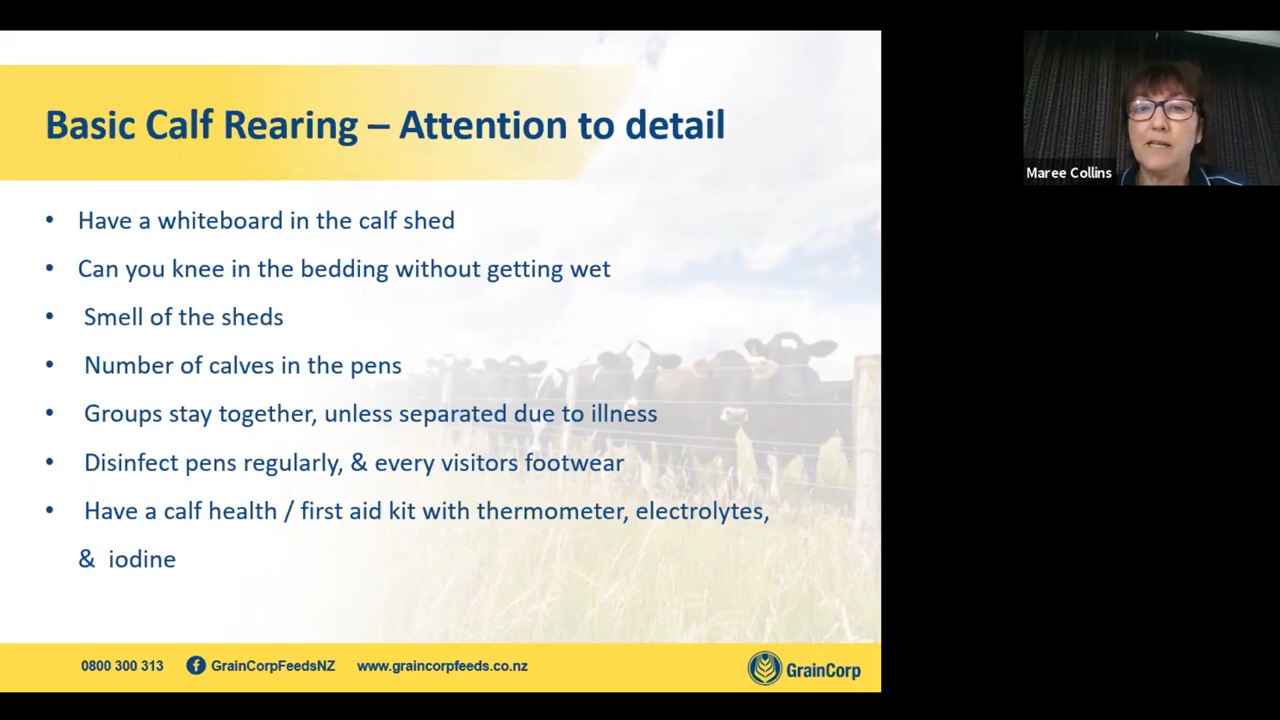 Basic Calf Rearing – Attention to detail
• Have a whiteboard in the calf shed
• Can you knee in the bedding without getting wet
• Smell of the sheds
• Number of calves in the pens
• Groups stay together, unless separated due to illness
• Disinfect pens regularly, & every visitors footwear
• Have a calf health / first aid kit with thermometer, electrolytes,
& iodine
0800 300 313 GrainCorpFeedsNZ www.graincorpfeeds.co.nz GrainCorp
Maree Collins